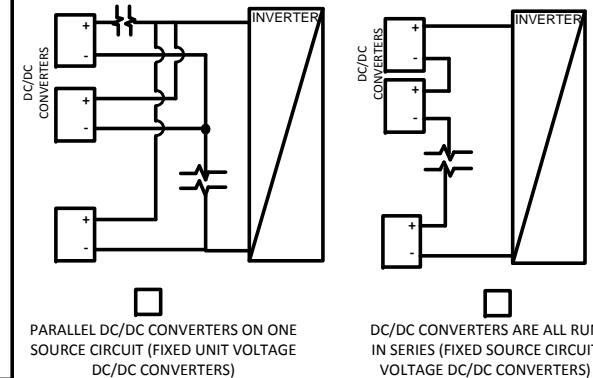 INVERTER
DC/DC
CONVERTERS
+
-
+
-
+
-
PARALLEL DC/DC CONVERTERS ON ONE
SOURCE CIRCUIT (FIXED UNIT VOLTAGE
DC/DC CONVERTERS)
INVERTER
DC/DC
CONVERTERS
+
-
+
-
+
-
DC/DC CONVERTERS ARE ALL RUN
IN SERIES (FIXED SOURCE CIRCUIT
VOLTAGE DC/DC CONVERTERS)